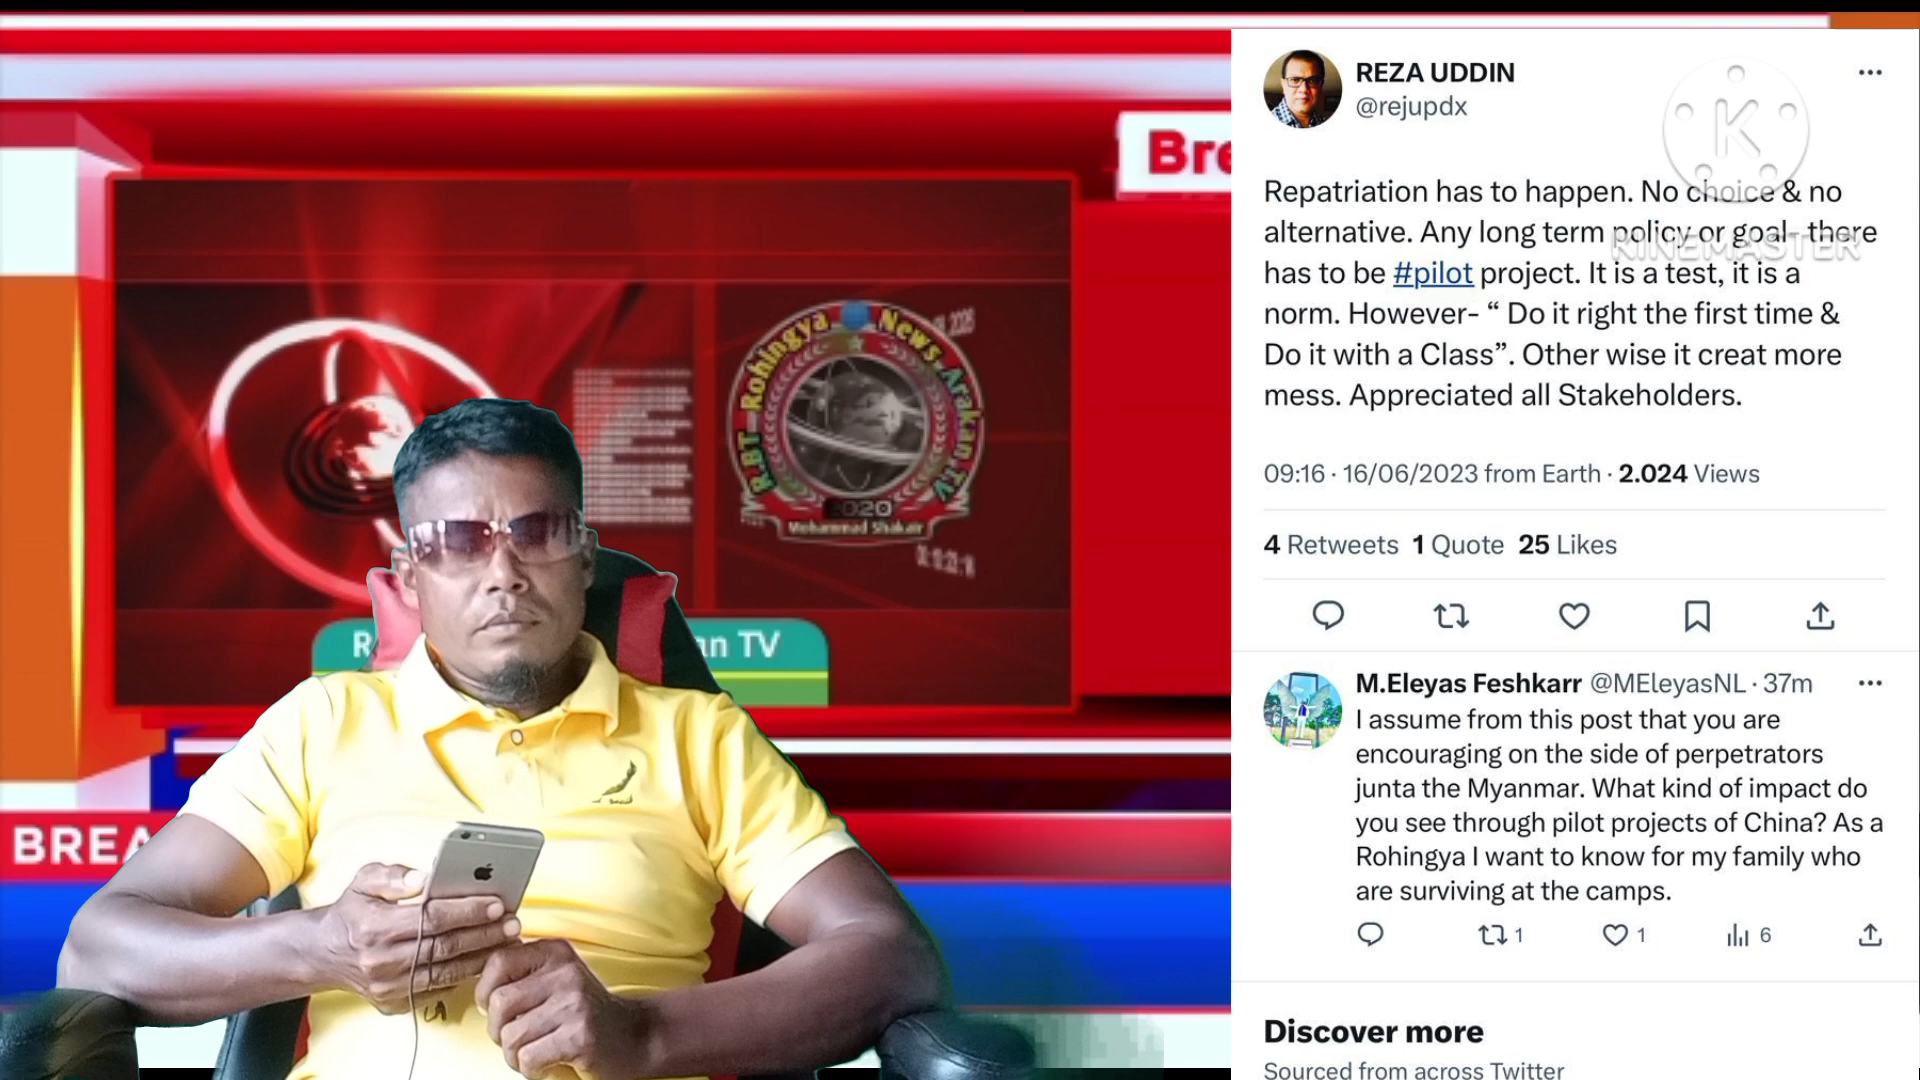 Bre
R.B.T Rohingya News Arakan.TV
2020
Mohammad Shakair
R
an TV
BREA
REZA UDDIN
@rejupdx
KINEMASTER
Repatriation has to happen. No choice & no
alternative. Any long term policy or goal- there
has to be #pilot project. It is a test, it is a
norm. However- “ Do it right the first time &
Do it with a Class”. Other wise it creat more
mess. Appreciated all Stakeholders.
09:16 · 16/06/2023 from Earth · 2.024 Views
4 Retweets 1 Quote 25 Likes
M.Eleyas Feshkarr @MEleyasNL · 37m
I assume from this post that you are
encouraging on the side of perpetrators
junta the Myanmar. What kind of impact do
you see through pilot projects of China? As a
Rohingya I want to know for my family who
are surviving at the camps.
1 1 6
Discover more
Sourced from across Twitter